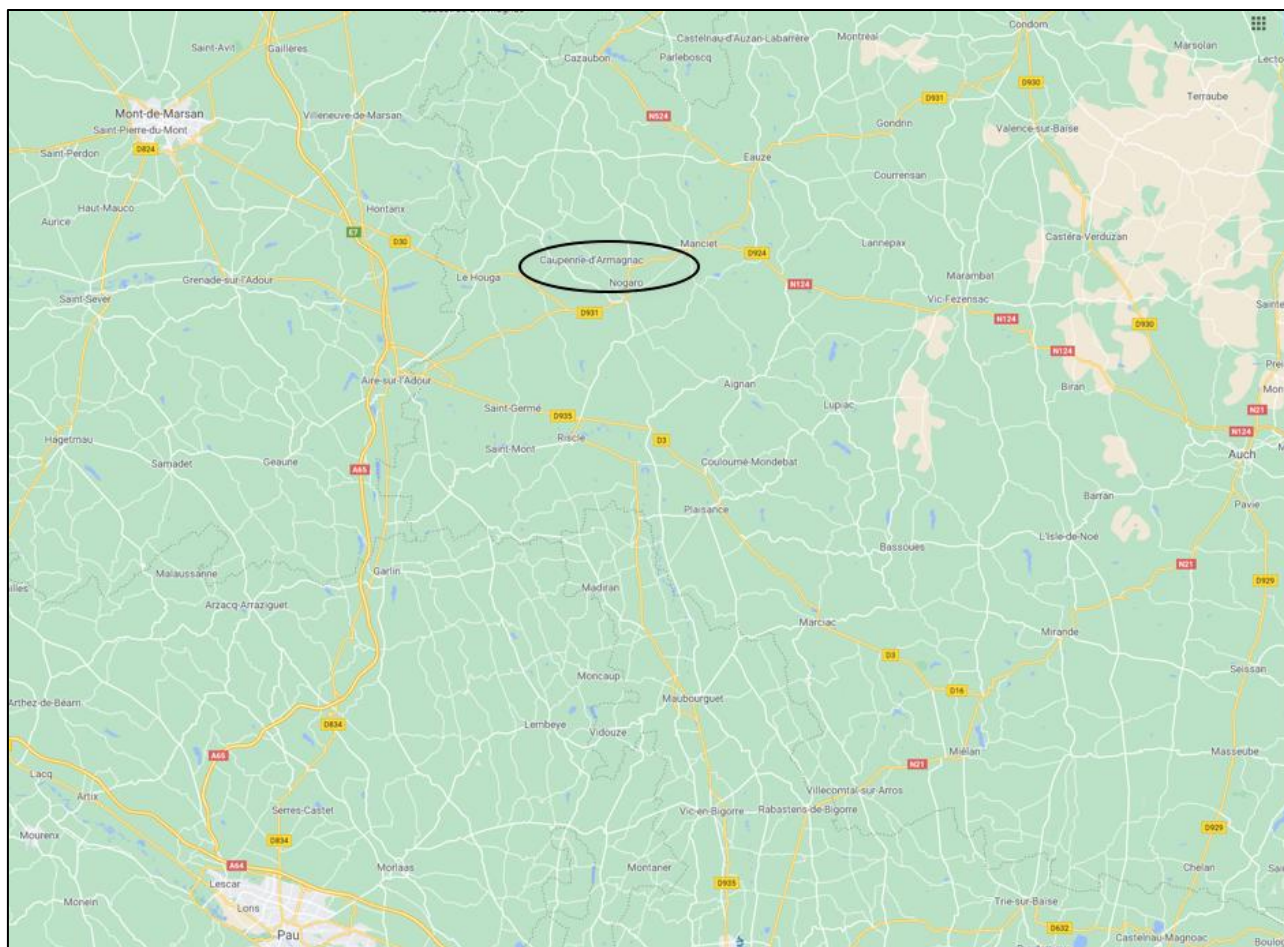 Condom
Saint-Avit
Gaillères
Castelnau-d'Auzan-Labarrère
Montréal
Marsolan
Cazaubon
Parleboscq
Lecto
D930
D931
Terraube
Mont-de-Marsan
Villeneuve-de-Marsan
N524
Gondrin
Valence-sur-Baïse
Saint-Pierre-du-Mont
D824
Saint-Perdon
Eauze
Courrensan
Haut-Mauco
Hontanx
Aurice
E7
D30
Manciet
D924
Lannepax
Castéra-Verduzan
Caupenne-d'Armagnac
Le Houga
Grenade-sur-l'Adour
Nogaro
Marambat
N124
Vic-Fezensac
Saint-Sever
Sainte
D931
N124
D930
N124
Prei
Aire-sur-l'Adour
Aignan
Biran
Mon
Saint-Germé
Lupiac
N21
D935
N124
Hagetmau
Riscle
D3
Samadet
Geaune
Saint-Mont
Auch
A65
Couloumé-Mondebat
Barran
Plaisance
Pavie
L'Isle-de-Noé
Bassoues
N21
Malaussanne
Garlin
D929
illes
Madiran
Arzacq-Arraziguet
Marciac
Mirande
D3
Seissan
Moncaup
D16
Arthez-de-Béarn
Maubourguet
D834
Lembeye
Vidouze
A65
Miélan
Masseube
N21
Lacq
Artix
Villecomtal-sur-Arros
Serres-Castet
Vic-en-Bigorre
Rabastens-de-Bigorre
Mourenx
D834
D929
A64
Morlaas
Montaner
Chelan
Lescar
D935
Monein
Lons
Trie-sur-Baïse
D632
Pau
Castelnau-Magnoac
Boulo